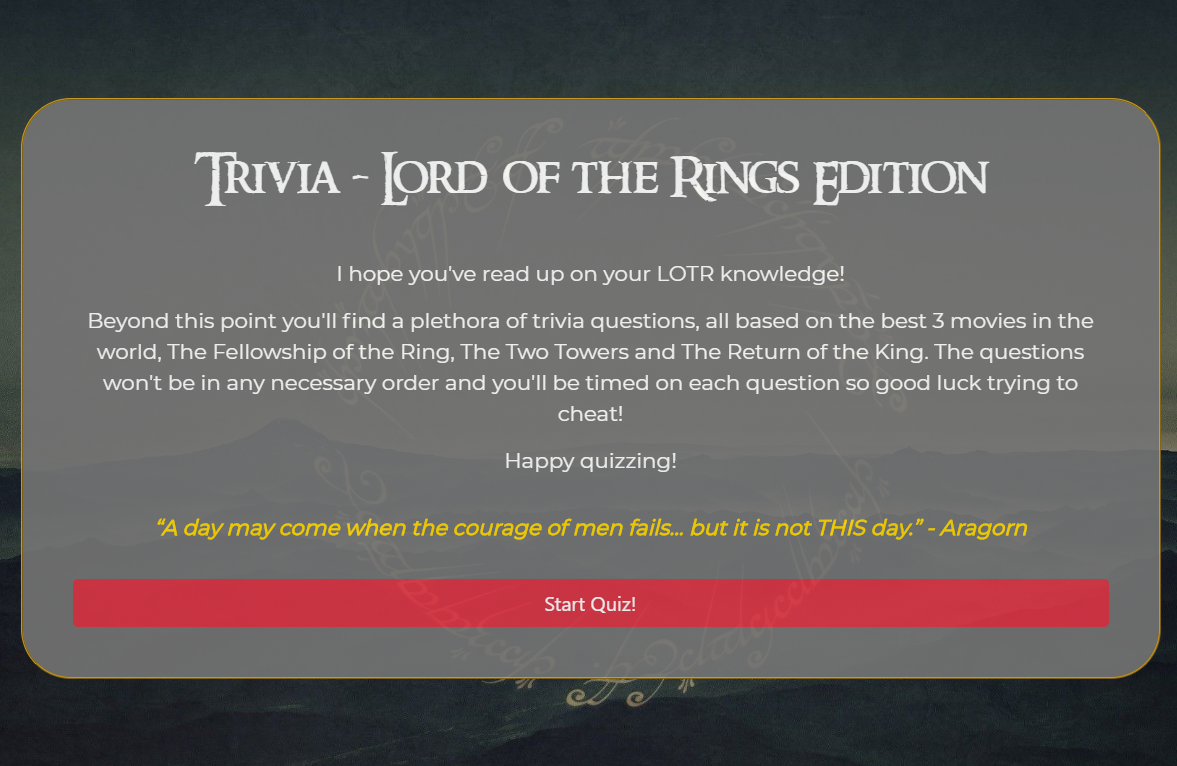 Trivia - Lord of the Rings Edition
I hope you've read up on your LOTR knowledge!
Beyond this point you'll find a plethora of trivia questions, all based on the best 3 movies in the
world, The Fellowship of the Ring, The Two Towers and The Return of the King. The questions
won't be in any necessary order and you'll be timed on each question so good luck trying to
cheat!
Happy quizzing!
“A day may come when the courage of men fails... but it is not THIS day.” - Aragorn
Start Quiz!